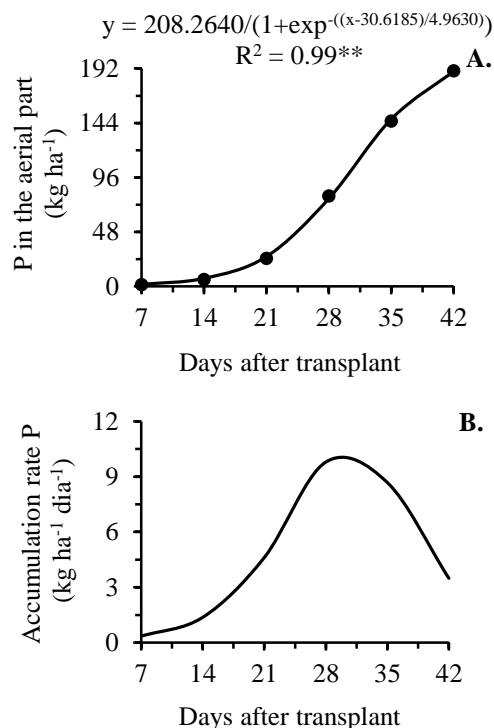 y = 208.2640/(1+exp^-((x-30.6185)/4.9630))
R² = 0.99**
A.
192
144
96
48
0
P in the aerial part
(kg ha⁻¹)
7 14 21 28 35 42
Days after transplant
B.
12
9
6
3
0
Accumulation rate P
(kg ha⁻¹ dia⁻¹)
7 14 21 28 35 42
Days after transplant